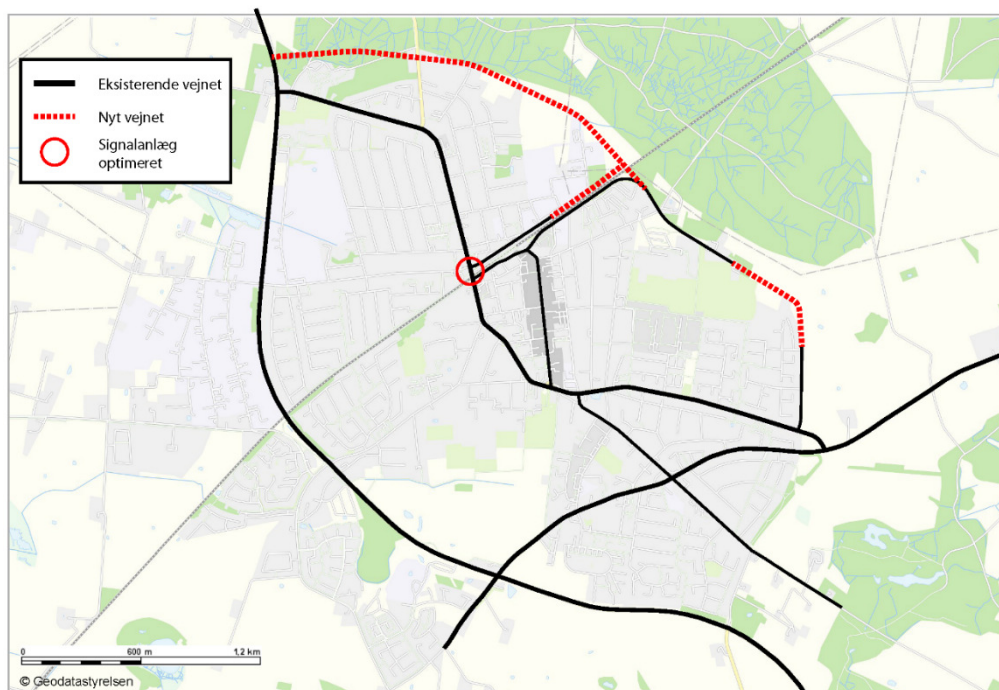 Eksisterende vejnet
Nyt vejnet
Signalanlæg
optimeret
0 600 m 1,2 km
© Geodatastyrelsen